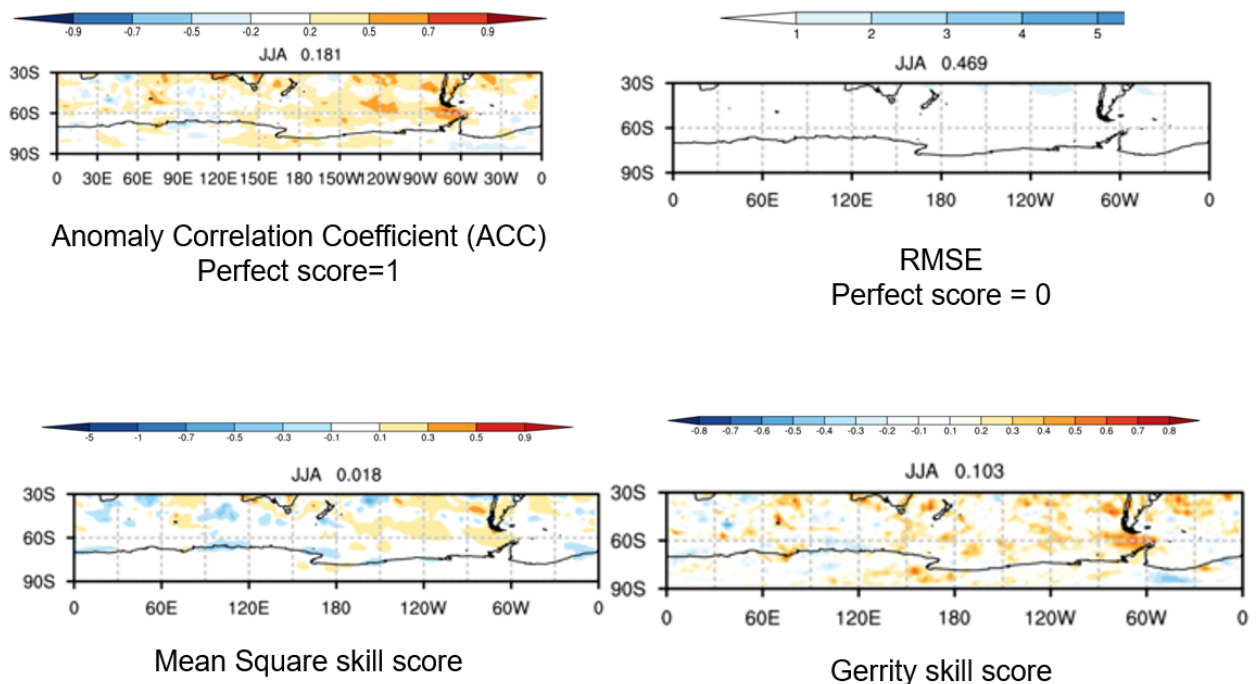 -0.9 -0.7 -0.5 -0.2 0.2 0.5 0.7 0.9
JJA 0.181
30S
60S
90S
0 30E 60E 90E 120E 150E 180 150W 120W 90W 60W 30W 0
Anomaly Correlation Coefficient (ACC)
Perfect score=1
1 2 3 4 5
JJA 0.469
30S
60S
90S
0 60E 120E 180 120W 60W 0
RMSE
Perfect score = 0
-5 -1 -0.7 -0.5 -0.3 -0.1 0.1 0.3 0.5 0.9
JJA 0.018
30S
60S
90S
0 60E 120E 180 120W 60W 0
Mean Square skill score
-0.8 -0.7 -0.6 -0.5 -0.4 -0.3 -0.2 -0.1 0.1 0.2 0.3 0.4 0.5 0.6 0.7 0.8
JJA 0.103
30S
60S
90S
0 60E 120E 180 120W 60W 0
Gerrity skill score